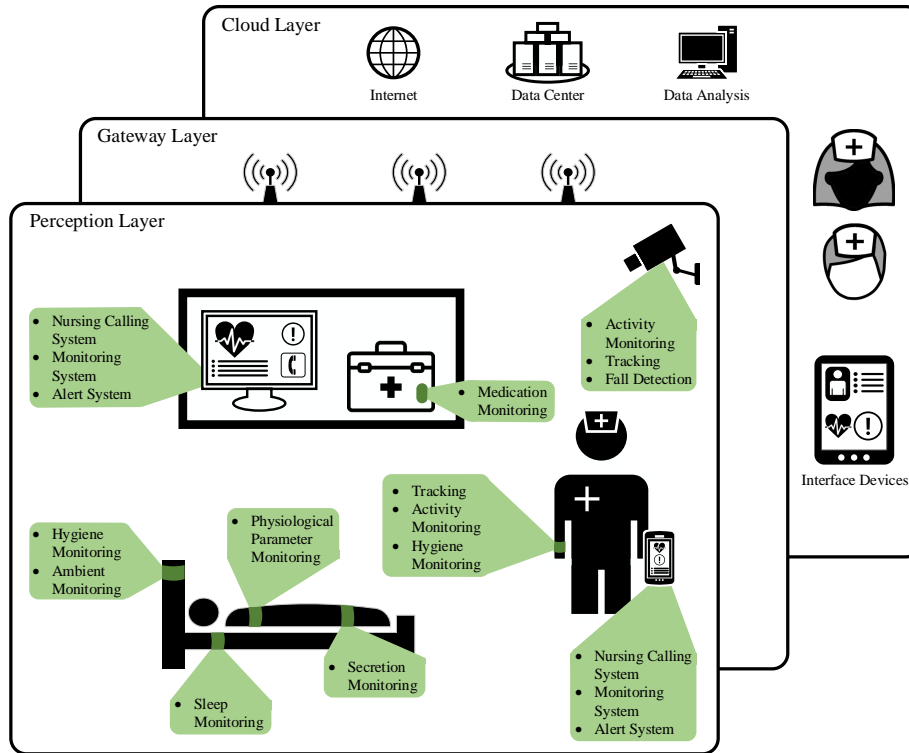 Cloud Layer
Internet
Data Center
Data Analysis
Gateway Layer
Perception Layer
• Nursing Calling
System
• Monitoring
System
• Alert System
• Medication
Monitoring
• Activity
Monitoring
• Tracking
• Fall Detection
Interface Devices
• Hygiene
Monitoring
• Ambient
Monitoring
• Physiological
Parameter
Monitoring
• Tracking
• Activity
Monitoring
• Hygiene
Monitoring
• Sleep
Monitoring
• Secretion
Monitoring
• Nursing Calling
System
• Monitoring
System
• Alert System